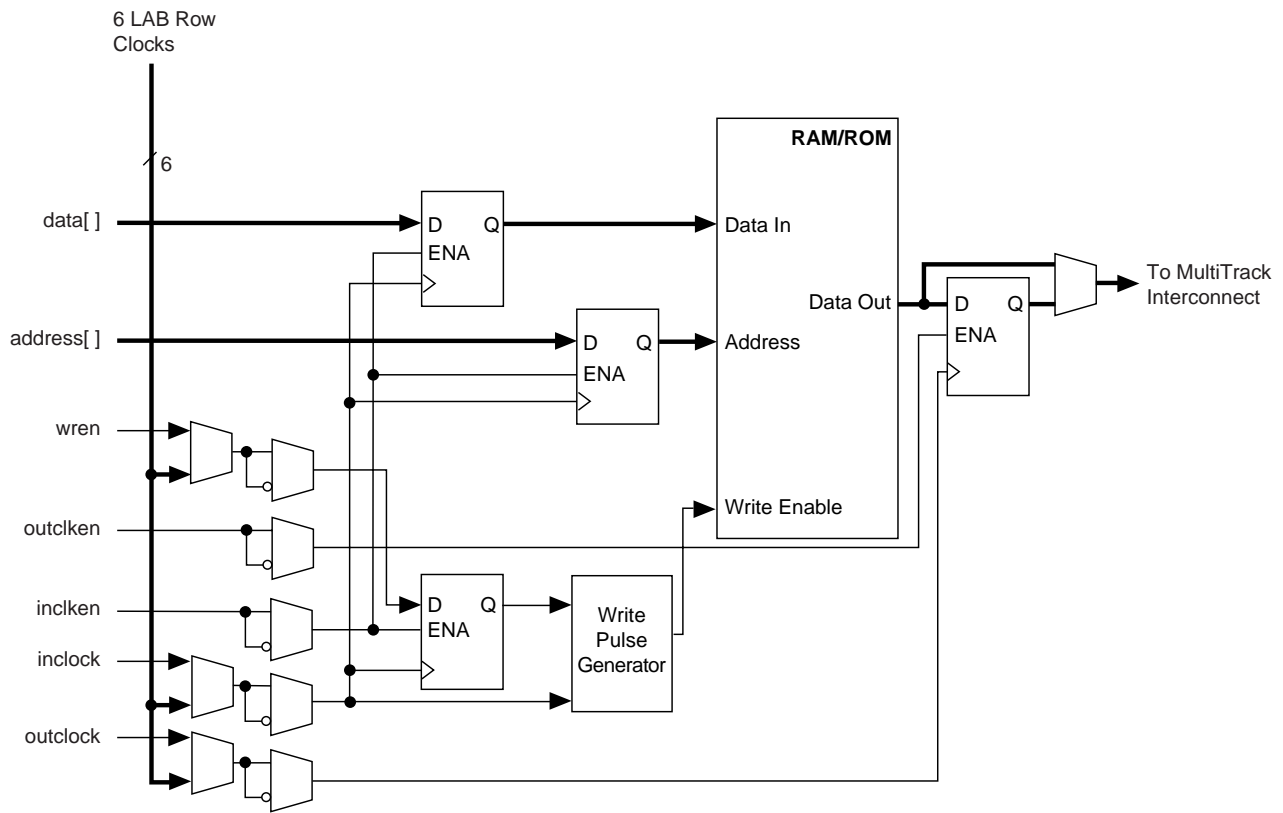 6 LAB Row
Clocks
6
RAM/ROM
data[ ]
D Q
ENA
Data In
Data Out
D Q
ENA
To MultiTrack
Interconnect
address[ ]
D Q
ENA
Address
wren
outclken
Write Enable
inclken
D Q
ENA
Write
Pulse
Generator
inclock
outclock